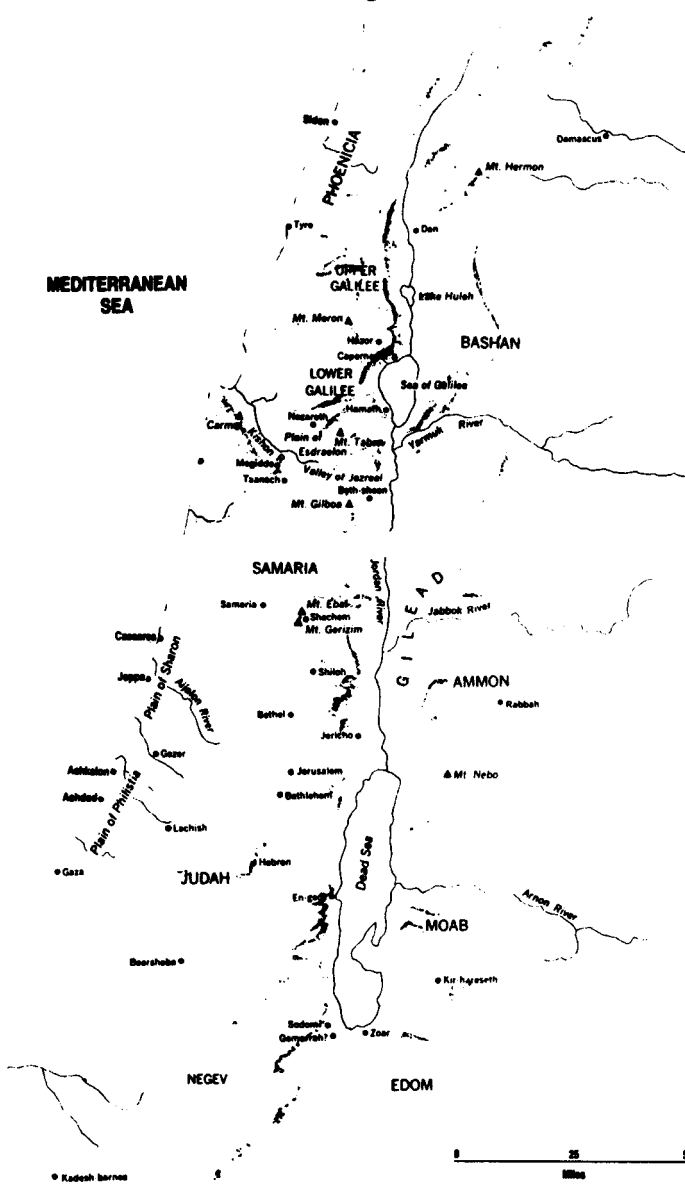 Sidon
Damascus
PHOENICIA
Mt. Hermon
Tyre
Dan
MEDITERRANEAN
SEA
UPPER
GALILEE
Lake Huleh
Mt. Meron
Hazor
BASHAN
LOWER
GALILEE
Sea of Galilee
Hamath
Nazareth
Carmel
Kishon
Plain of
Esdraelon
Mt. Tabor
Yarmuk River
Megiddo
Valley of Jezreel
Taanach
Beth-shean
Mt. Gilboa
SAMARIA
Jordan River
GILEAD
Samaria
Mt. Ebal
Shechem
Mt. Gerizim
Jabbok River
Caesarea
Plain of Sharon
Joppa
Shiloh
AMMON
Aijalon River
Rabbah
Bethel
Jericho
Gezer
Ashkelon
Jerusalem
Mt Nebo
Ashdod
Bethlehem
Plain of Philistia
Lachish
Dead Sea
Hebron
Gaza
JUDAH
En-gedi
Arnon River
MOAB
Beersheba
Kir-hareseth
Sodom?
Gomorrah?
Zoar
NEGEV
EDOM
0 25
Miles
Kadesh barnea